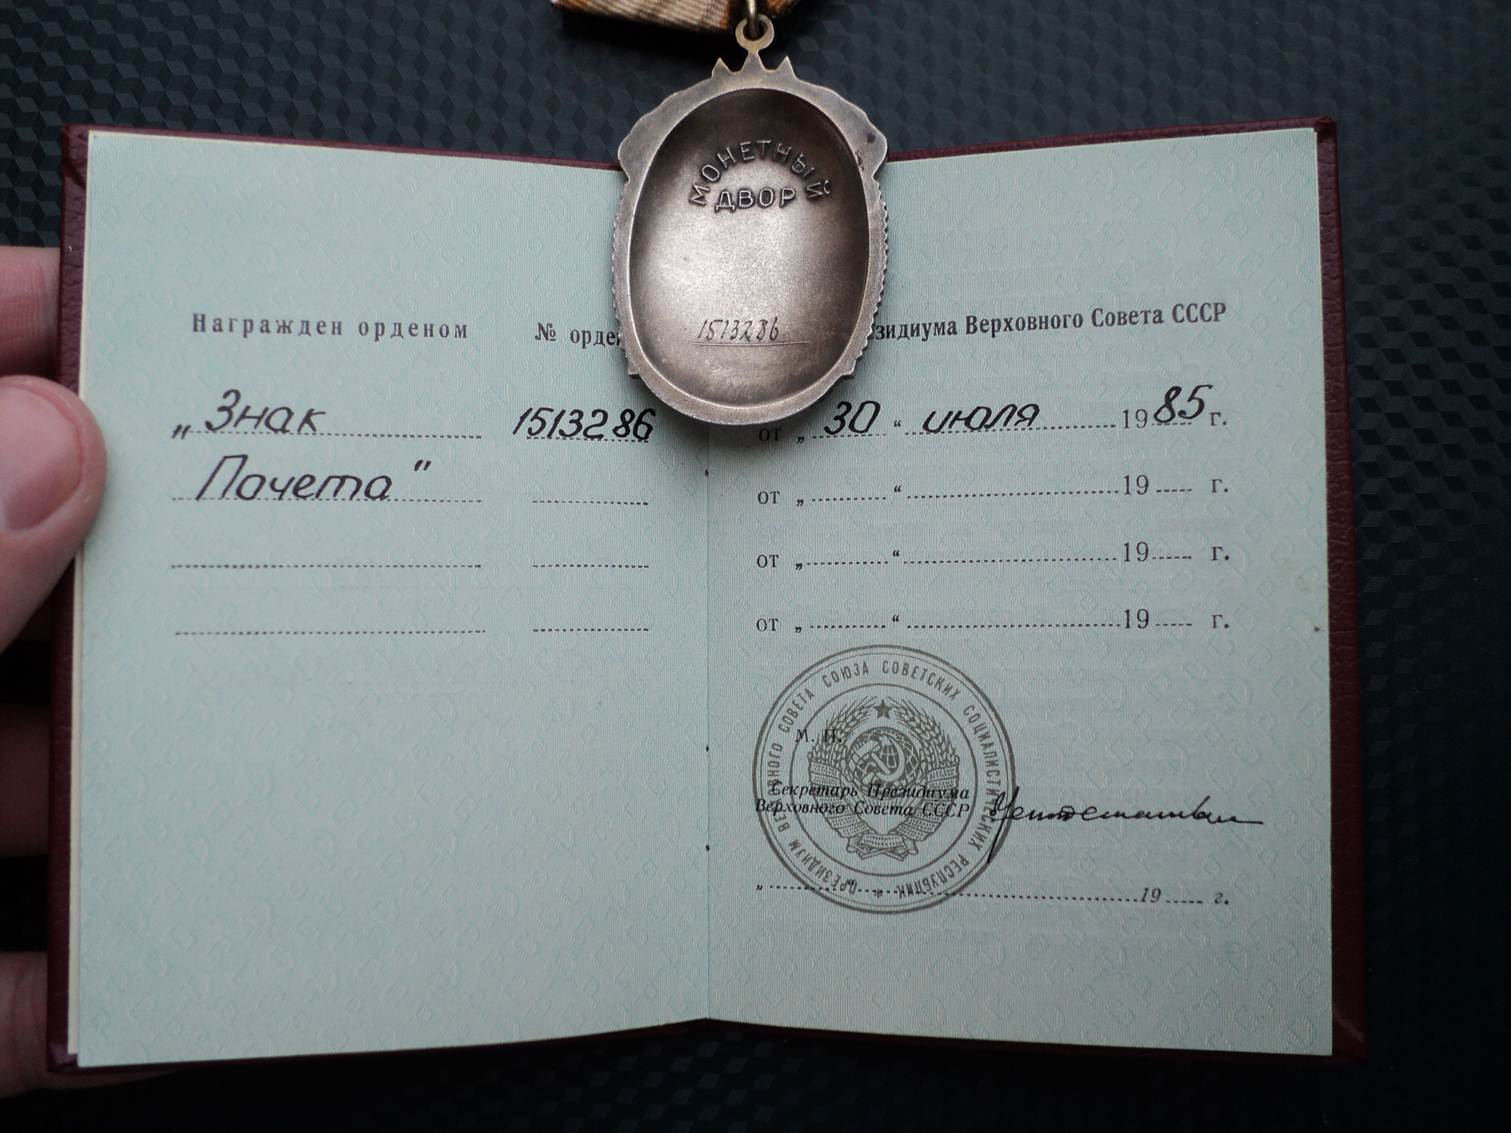 МОНЕТНЫЙ
ДВОР
1513286
Награжден орденом № орде зидиума Верховного Совета СССР
„Знак 1513286 от „ 30 “ июля 1985 г.
Почета”
от „ “ 19 г.
от „ “ 19 г.
от „ “ 19 г.
ПРЕЗИДИУМ ВЕРХОВНОГО СОВЕТА СОЮЗА СОВЕТСКИХ СОЦИАЛИСТИЧЕСКИХ РЕСПУБЛИК
М. П.
Секретарь Президиума
Верховного Совета СССР
„ “ 19 г.